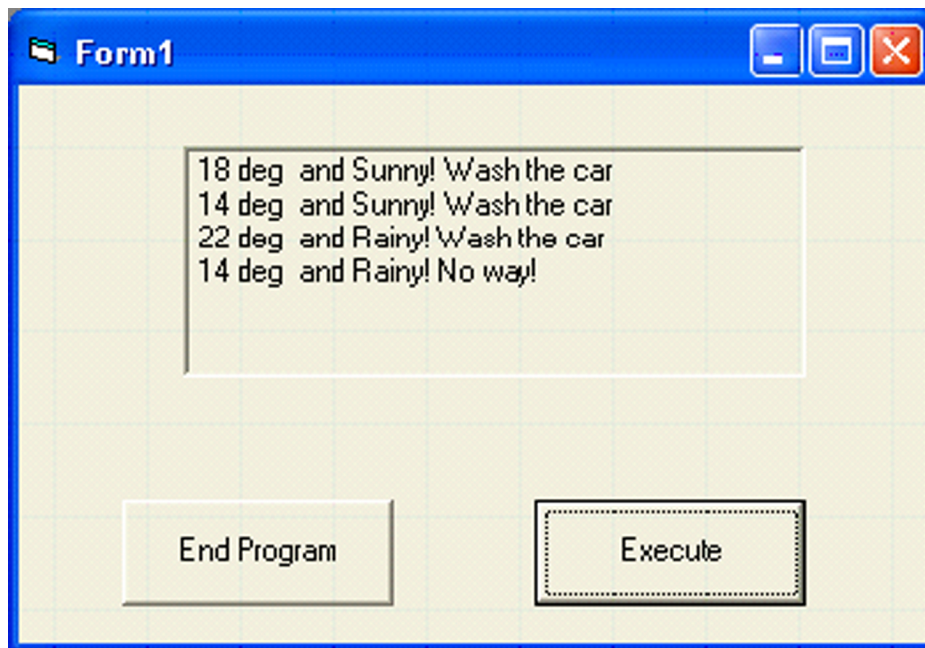 Form1
18 deg  and Sunny! Wash the car
14 deg  and Sunny! Wash the car
22 deg  and Rainy! Wash the car
14 deg  and Rainy! No way!
End Program
Execute